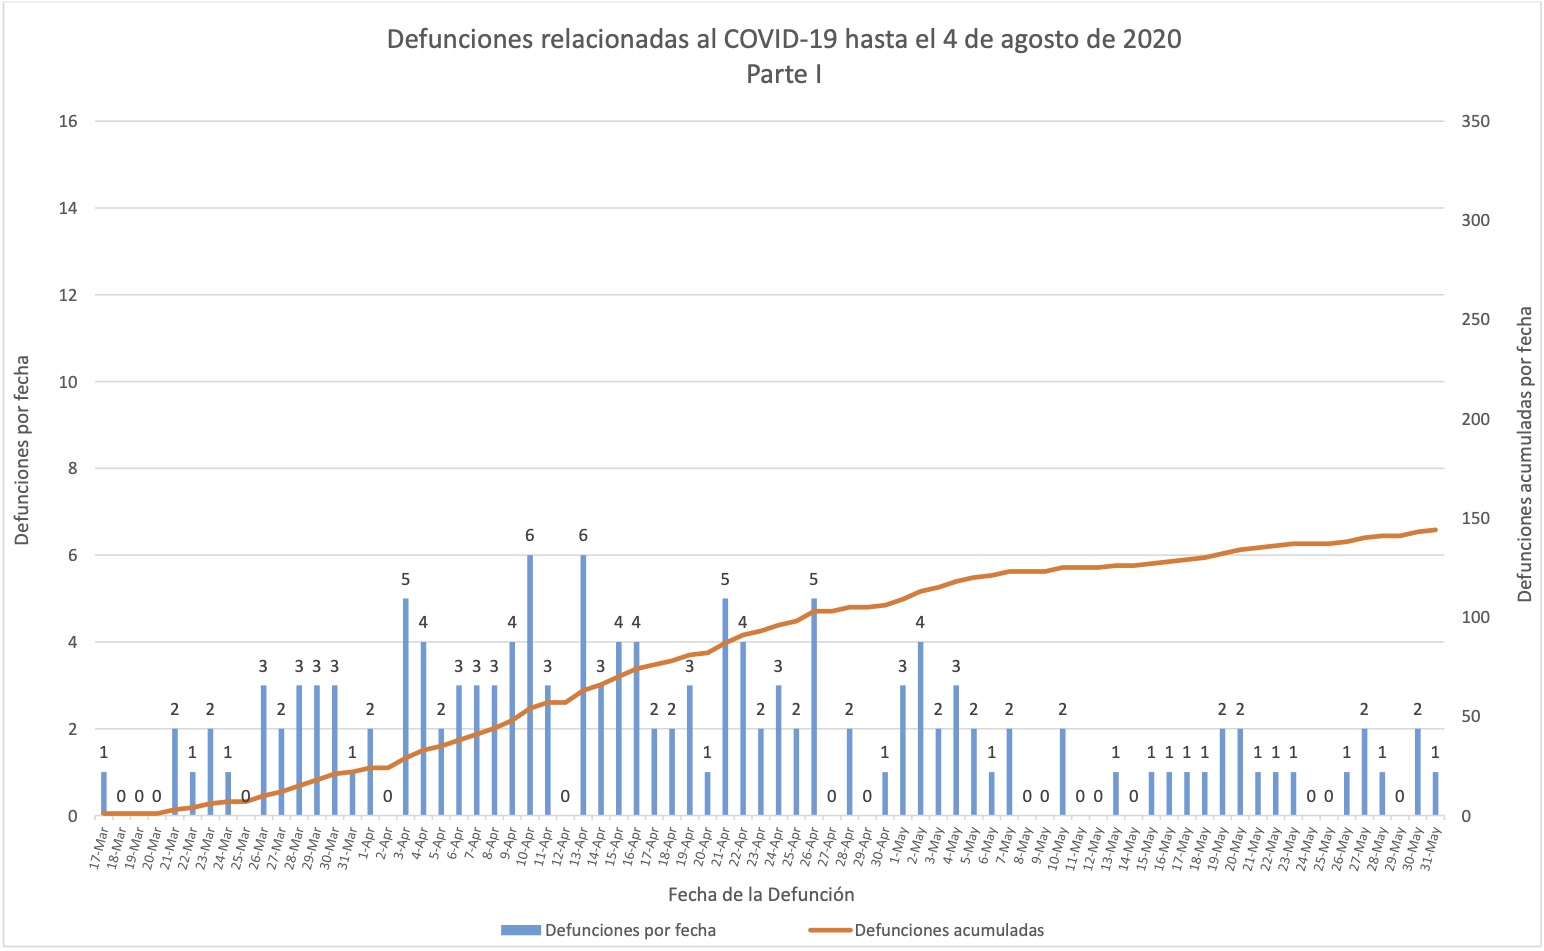 Defunciones relacionadas al COVID-19 hasta el 4 de agosto de 2020
Parte I
Defunciones por fecha
16
14
12
10
8
6
4
2
0
350
300
250
200
150
100
50
0
Defunciones acumuladas por fecha
1 0 0 0 2 1 2 1 0 3 2 3 3 3 1 2 0 5 4 2 3 3 3 4 6 3 0 6 3 4 4 2 2 3 1 5 4 2 3 2 5 0 2 0 1 3 4 2 3 2 1 2 0 0 2 0 0 1 0 1 1 1 1 2 2 1 1 1 0 0 1 2 1 0 2 1
17-Mar 18-Mar 19-Mar 20-Mar 21-Mar 22-Mar 23-Mar 24-Mar 25-Mar 26-Mar 27-Mar 28-Mar 29-Mar 30-Mar 31-Mar 1-Apr 2-Apr 3-Apr 4-Apr 5-Apr 6-Apr 7-Apr 8-Apr 9-Apr 10-Apr 11-Apr 12-Apr 13-Apr 14-Apr 15-Apr 16-Apr 17-Apr 18-Apr 19-Apr 20-Apr 21-Apr 22-Apr 23-Apr 24-Apr 25-Apr 26-Apr 27-Apr 28-Apr 29-Apr 30-Apr 1-May 2-May 3-May 4-May 5-May 6-May 7-May 8-May 9-May 10-May 11-May 12-May 13-May 14-May 15-May 16-May 17-May 18-May 19-May 20-May 21-May 22-May 23-May 24-May 25-May 26-May 27-May 28-May 29-May 30-May 31-May
Fecha de la Defunción
Defunciones por fecha Defunciones acumuladas